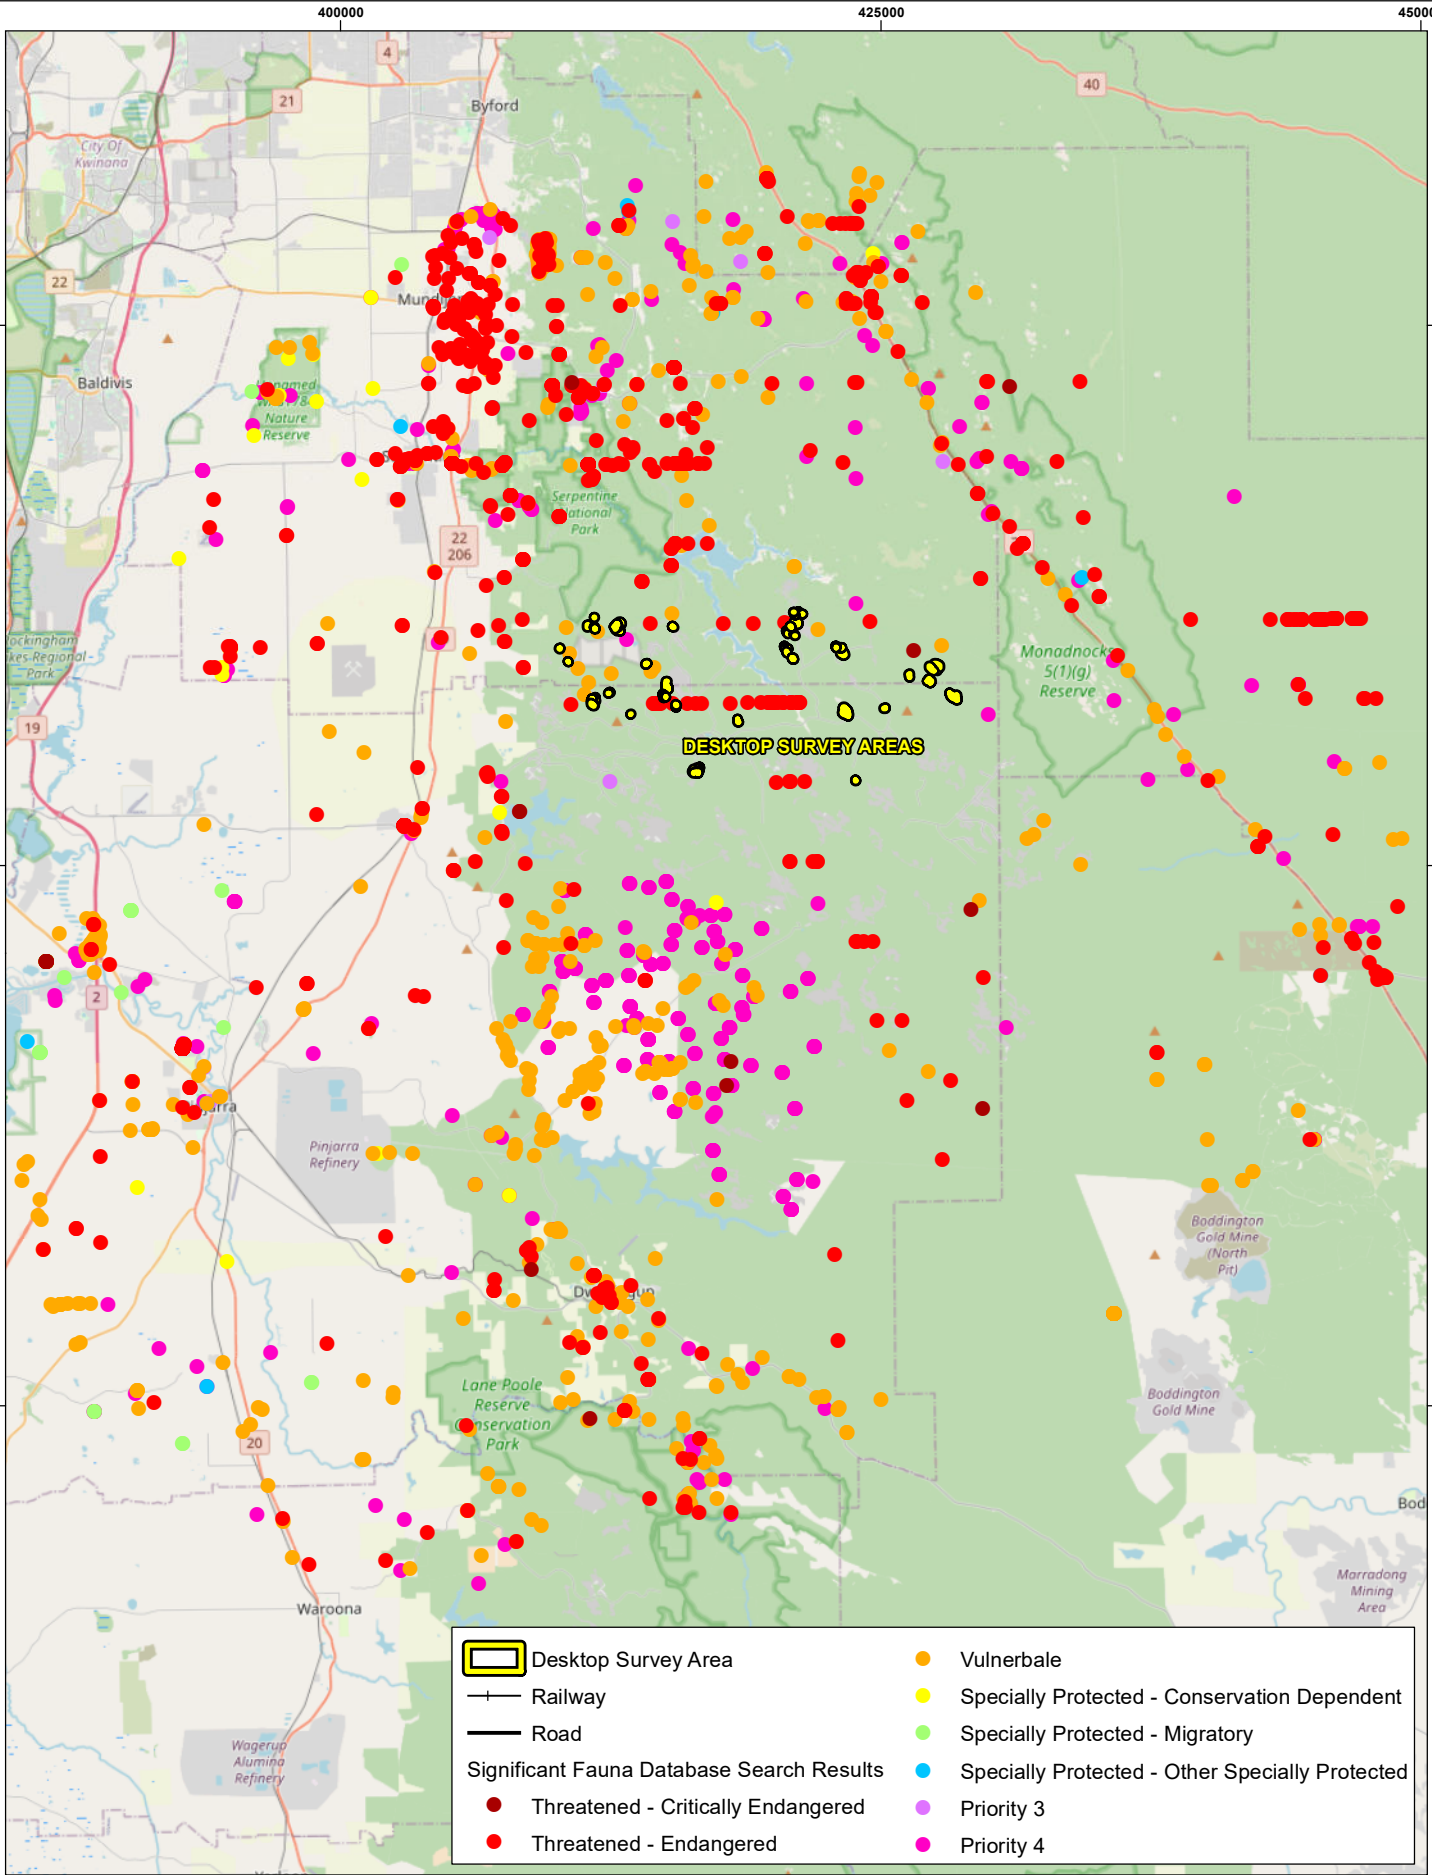 400000
425000
4500
4
40
21
Byford
City Of
Kwinana
22
Baldivis
Nature
Reserve
Serpentine
National
Park
22
206
Monadnocks
5(1)(g)
Reserve
Park
19
DESKTOP SURVEY AREAS
2
Pinjarra
Refinery
Boddington
Gold Mine
(North
Pit)
Boddington
Gold Mine
Lane Poole
Reserve
Conservation
Park
20
Bod
Marradong
Mining
Area
Waroona
Wagerup
Alumina
Refinery
Desktop Survey Area
Railway
Road
Significant Fauna Database Search Results
Threatened - Critically Endangered
Threatened - Endangered
Vulnerbale
Specially Protected - Conservation Dependent
Specially Protected - Migratory
Specially Protected - Other Specially Protected
Priority 3
Priority 4